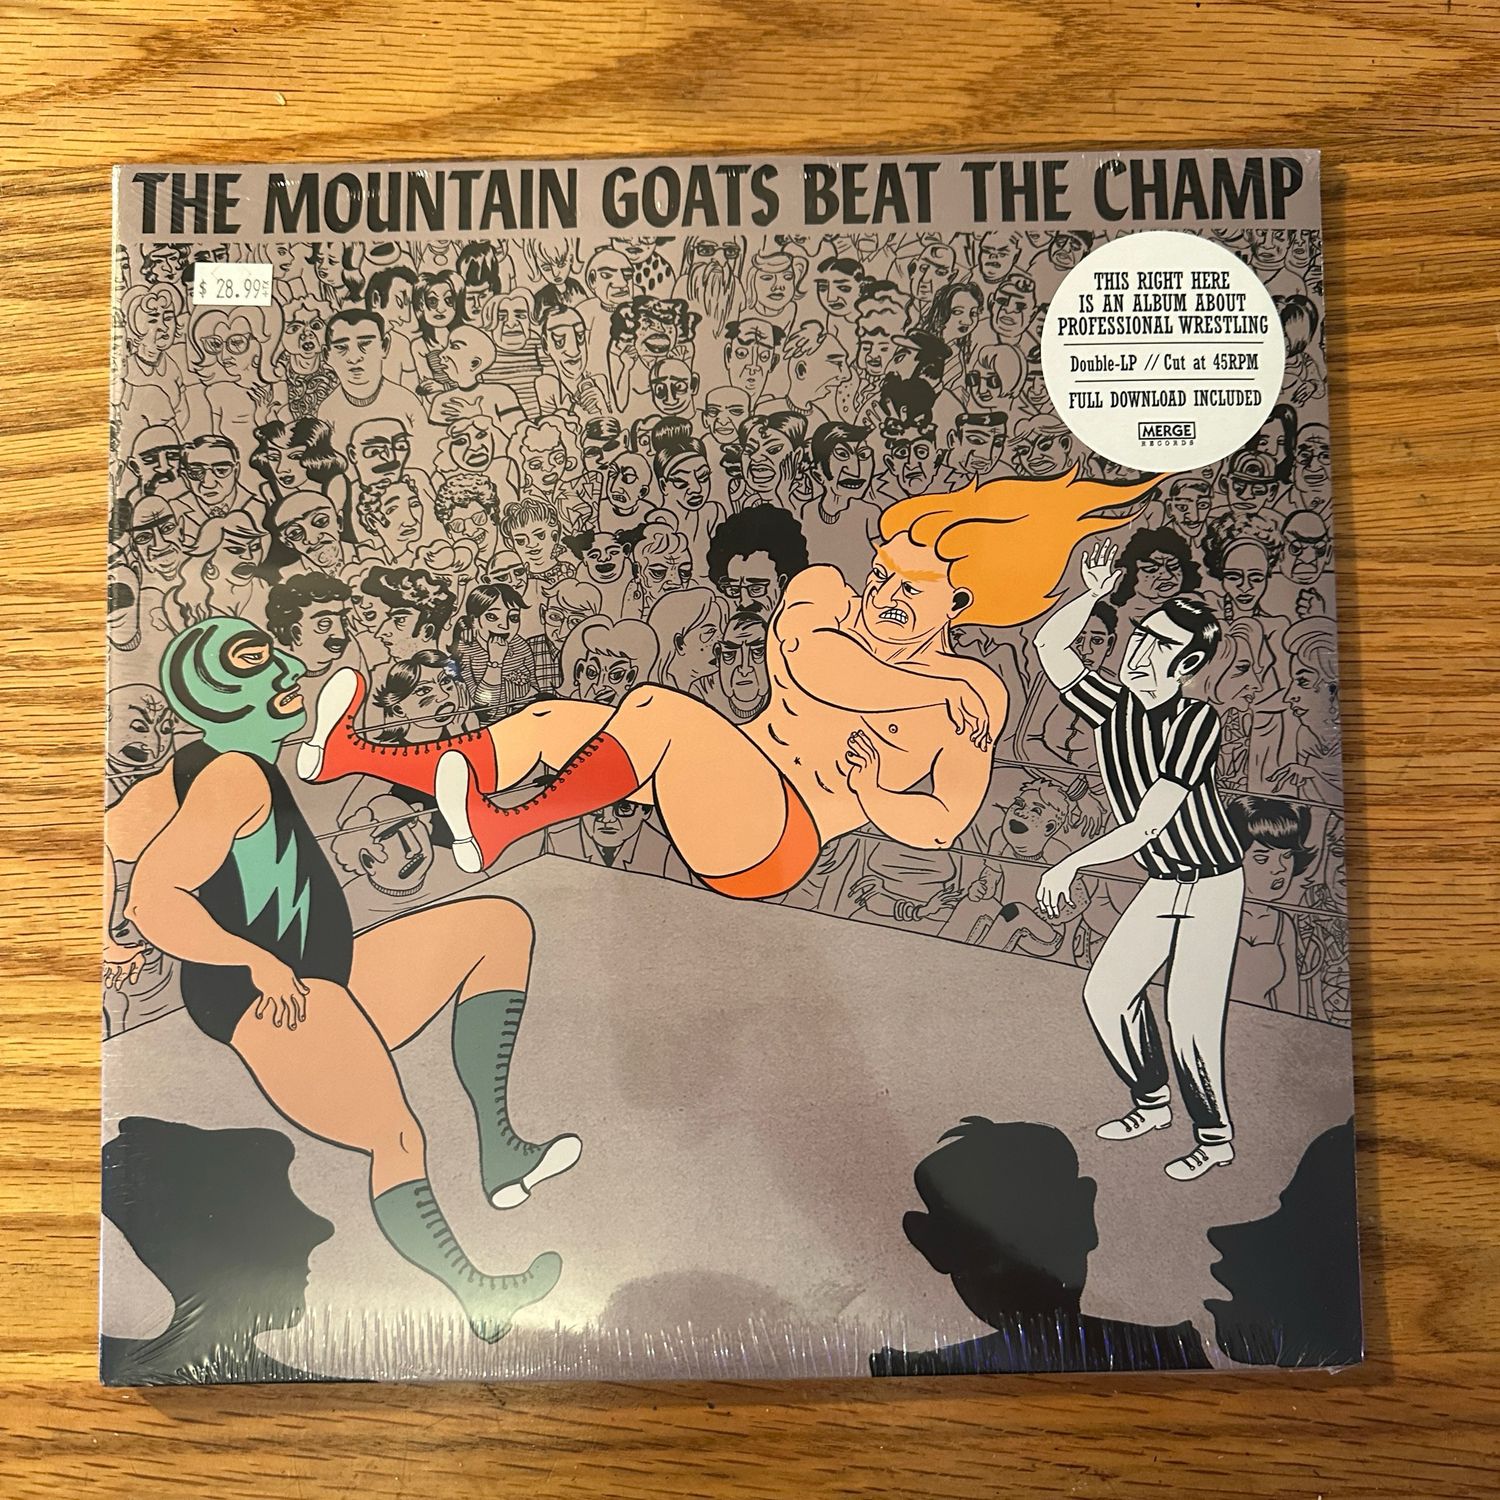 THE MOUNTAIN GOATS BEAT THE CHAMP
$ 28.99
THIS RIGHT HERE
IS AN ALBUM ABOUT
PROFESSIONAL WRESTLING
Double-LP // Cut at 45RPM
FULL DOWNLOAD INCLUDED
MERGE
RECORDS